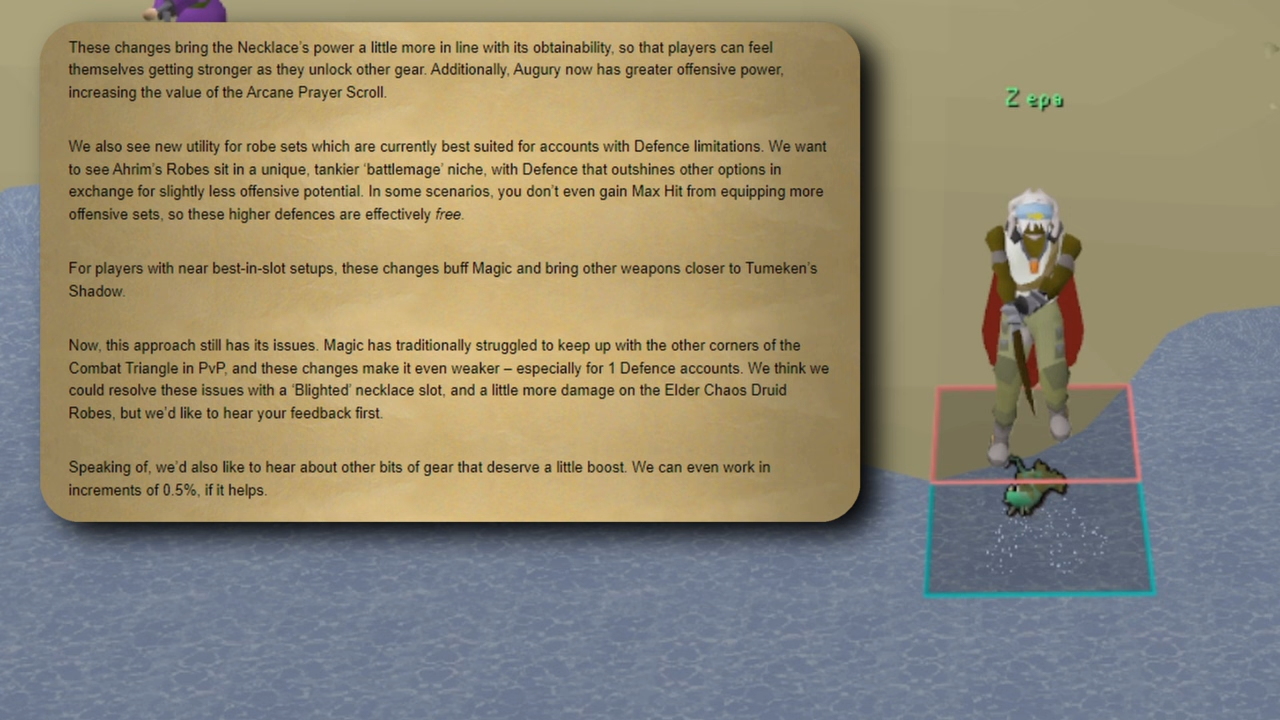 These changes bring the Necklace's power a little more in line with its obtainability, so that players can feel
themselves getting stronger as they unlock other gear. Additionally, Augury now has greater offensive power,
increasing the value of the Arcane Prayer Scroll.
We also see new utility for robe sets which are currently best suited for accounts with Defence limitations. We want
to see Ahrim's Robes sit in a unique, tankier 'battlemage' niche, with Defence that outshines other options in
exchange for slightly less offensive potential. In some scenarios, you don't even gain Max Hit from equipping more
offensive sets, so these higher defences are effectively free.
For players with near best-in-slot setups, these changes buff Magic and bring other weapons closer to Tumeken's
Shadow.
Now, this approach still has its issues. Magic has traditionally struggled to keep up with the other corners of the
Combat Triangle in PvP, and these changes make it even weaker – especially for 1 Defence accounts. We think we
could resolve these issues with a 'Blighted' necklace slot, and a little more damage on the Elder Chaos Druid
Robes, but we'd like to hear your feedback first.
Speaking of, we'd also like to hear about other bits of gear that deserve a little boost. We can even work in
increments of 0.5%, if it helps.
Z eps